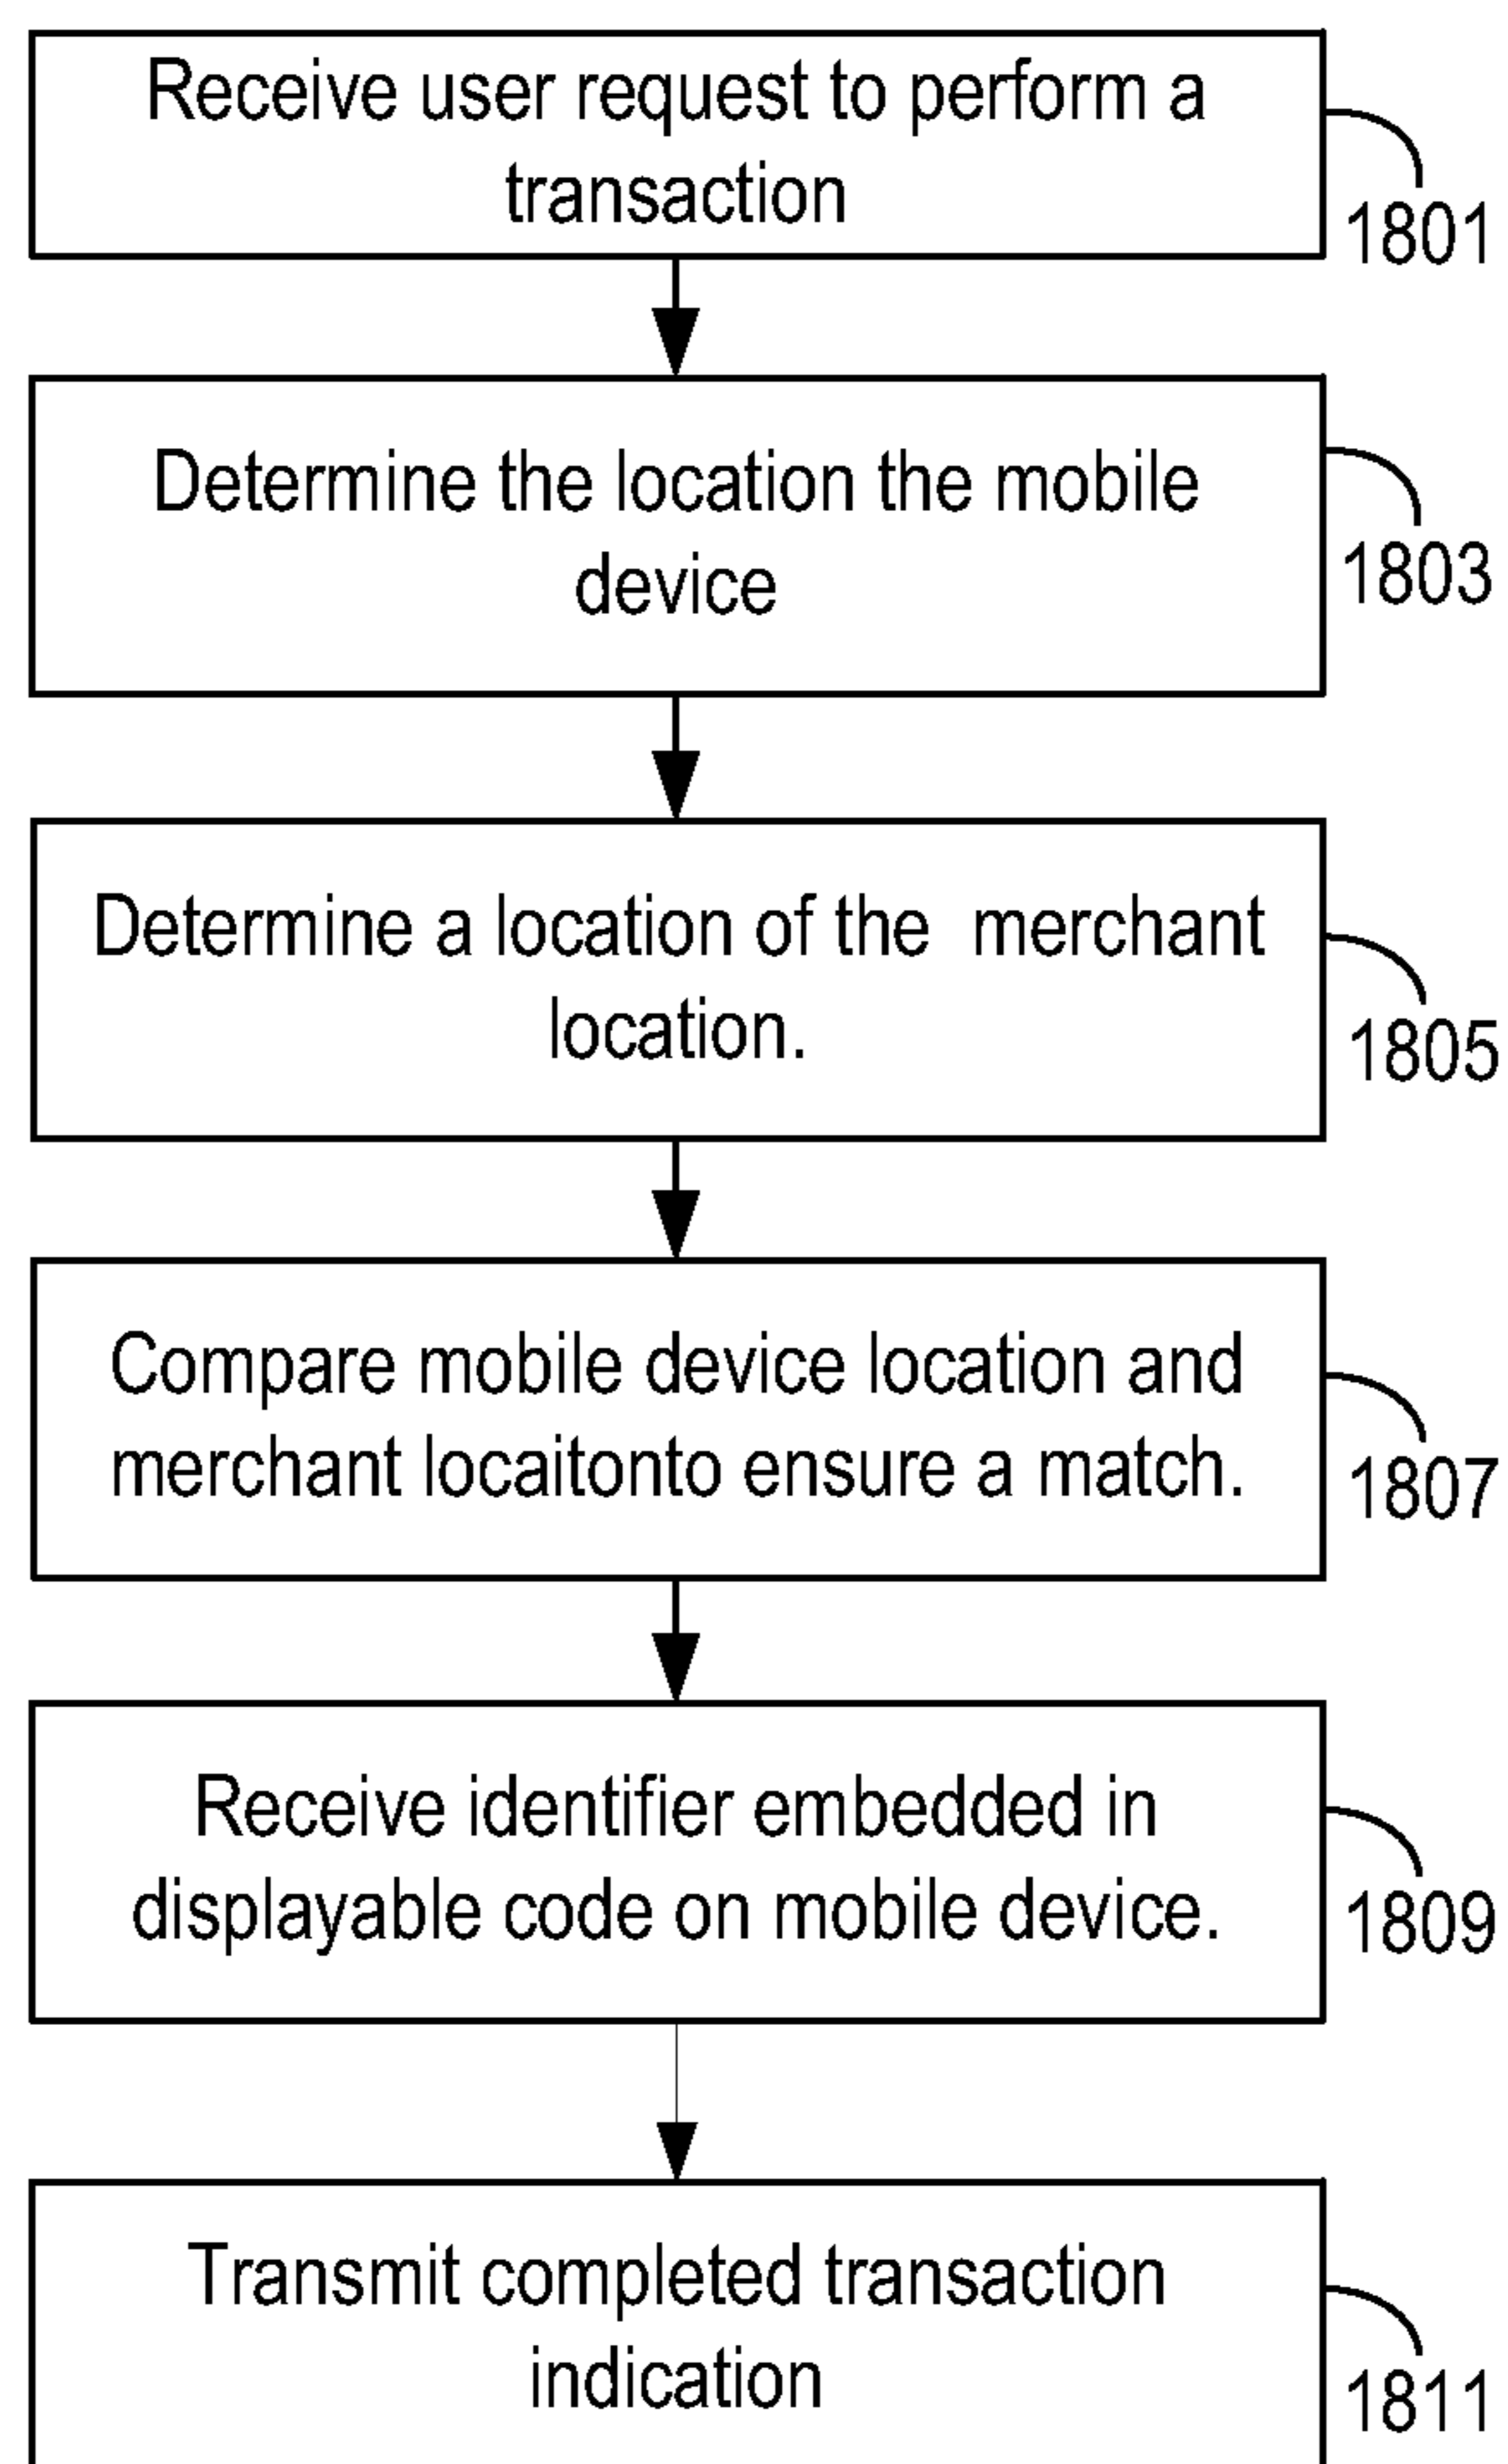 Receive user request to perform a
transaction
1801
Determine the location the mobile
device
1803
Determine a location of the merchant
location.
1805
Compare mobile device location and
merchant locaitonto ensure a match.
1807
Receive identifier embedded in
displayable code on mobile device.
1809
Transmit completed transaction
indication
1811